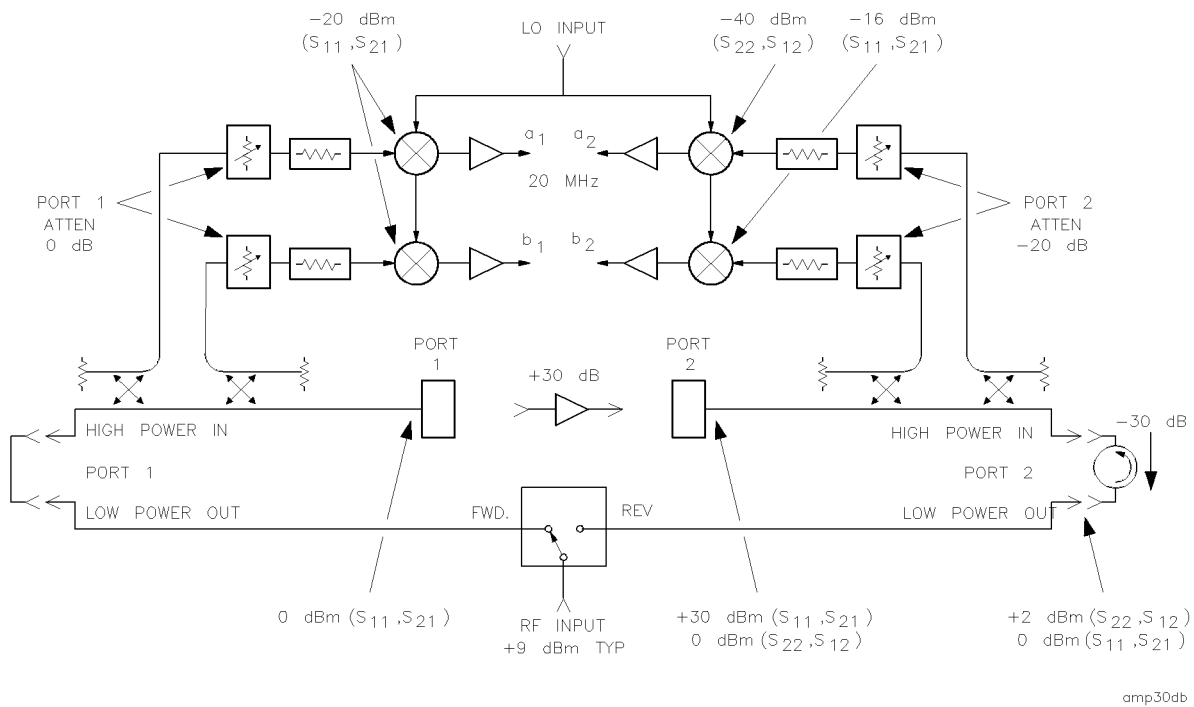 −20 dBm
(S11,S21)
LO INPUT
−40 dBm
(S22,S12)
−16 dBm
(S11,S21)
a1
a2
20 MHz
PORT 1
ATTEN
0 dB
PORT 2
ATTEN
−20 dB
b1
b2
PORT
1
+30 dB
PORT
2
HIGH POWER IN
HIGH POWER IN
−30 dB
PORT 1
PORT 2
LOW POWER OUT
FWD.
REV
LOW POWER OUT
0 dBm (S11,S21)
RF INPUT
+9 dBm TYP
+30 dBm (S11,S21)
0 dBm (S22,S12)
+2 dBm (S22,S12)
0 dBm (S11,S21)
amp30db